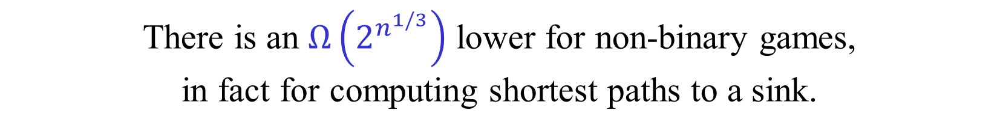 There is an Ω(2^{n^{1/3}}) lower for non-binary games,
in fact for computing shortest paths to a sink.